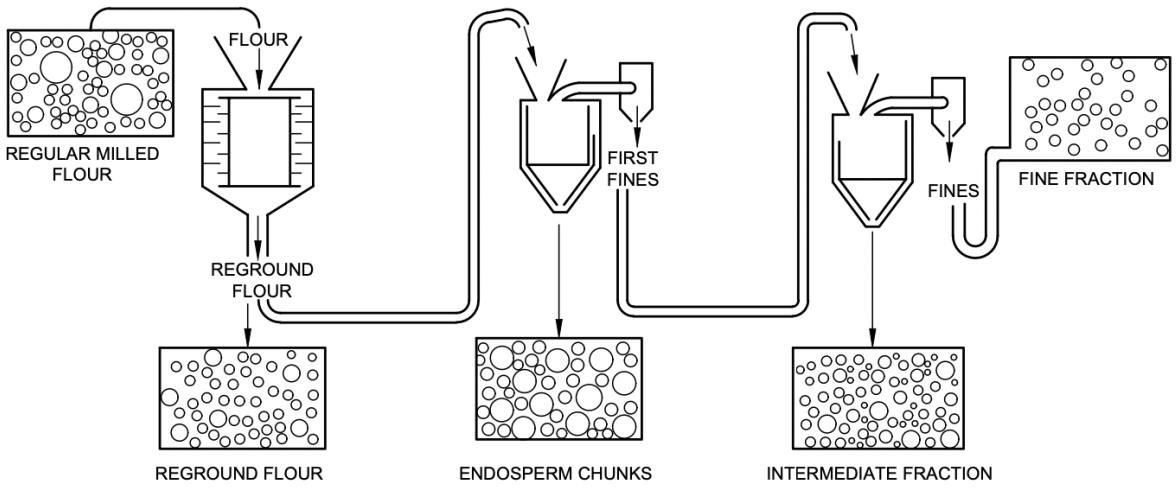 FLOUR
REGULAR MILLED
FLOUR
REGROUND
FLOUR
REGROUND FLOUR
FIRST
FINES
ENDOSPERM CHUNKS
FINES
FINE FRACTION
INTERMEDIATE FRACTION